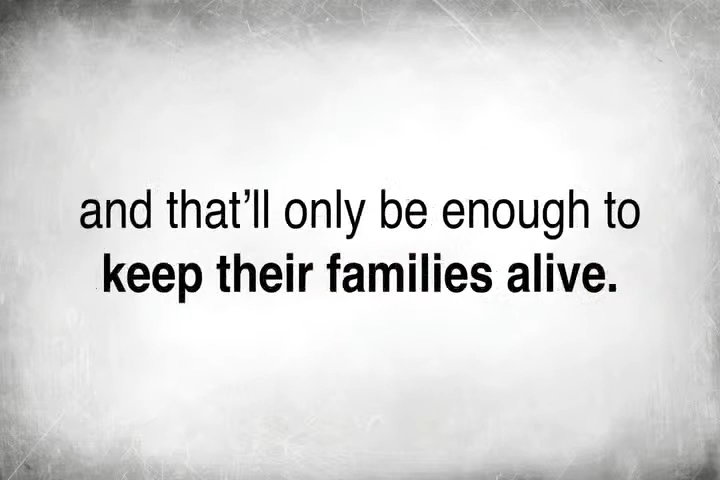 and that’ll only be enough to
keep their families alive.